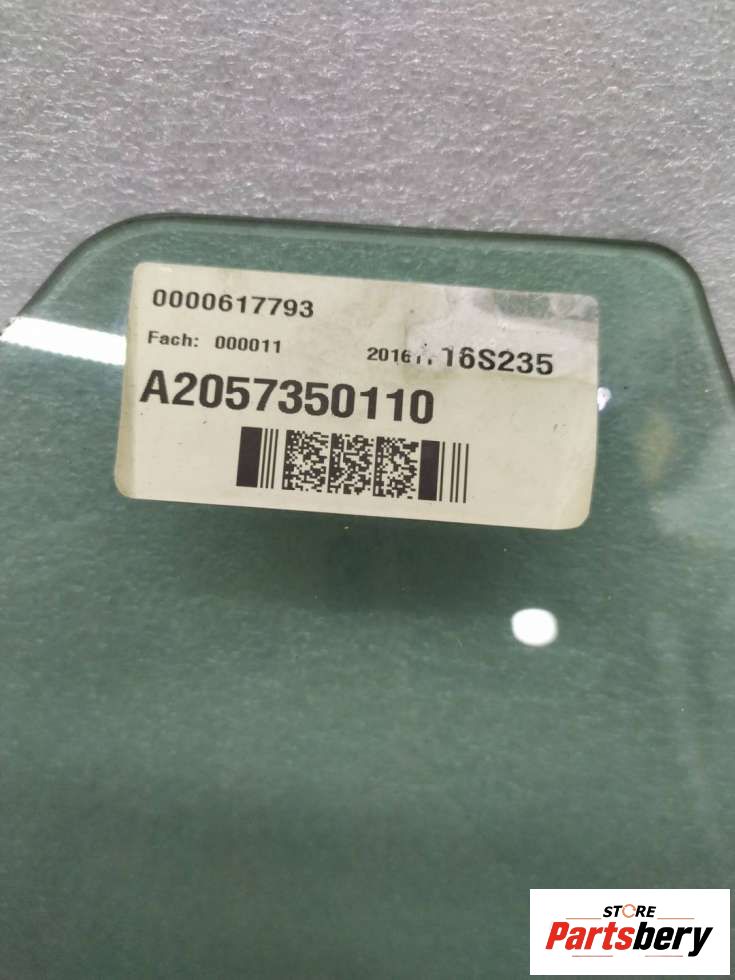 0000617793
Fach: 000011
16S235
A2057350110
STORE
Partsbery